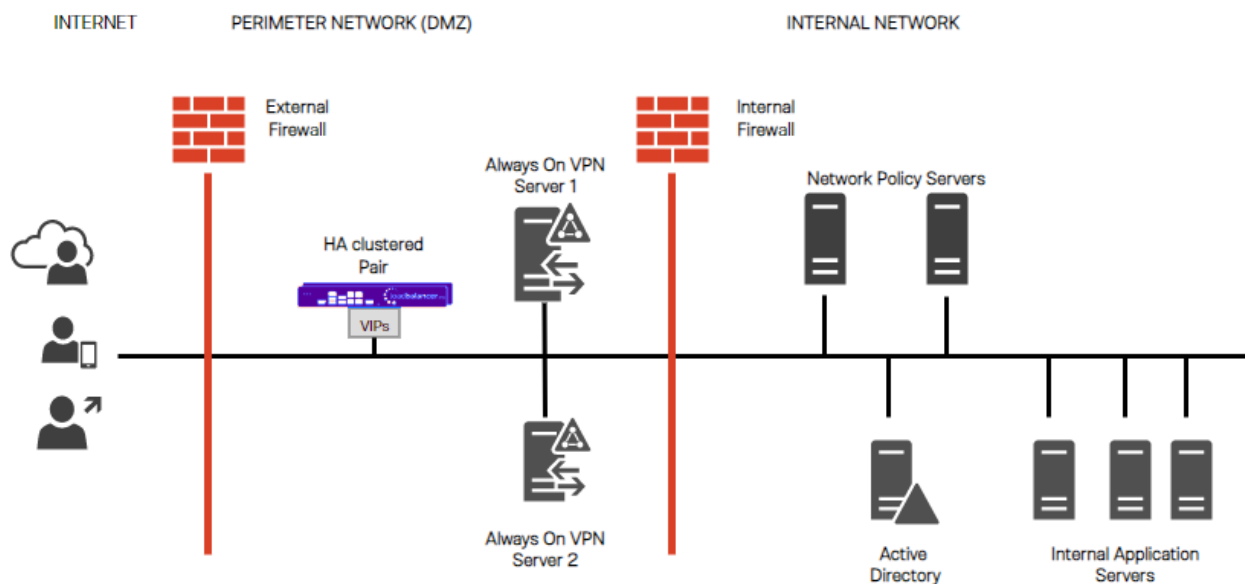 INTERNET
PERIMETER NETWORK (DMZ)
INTERNAL NETWORK
External
Firewall
Internal
Firewall
Always On VPN
Server 1
Network Policy Servers
HA clustered
Pair
loadbalancer
VIPs
Always On VPN
Server 2
Active
Directory
Internal Application
Servers